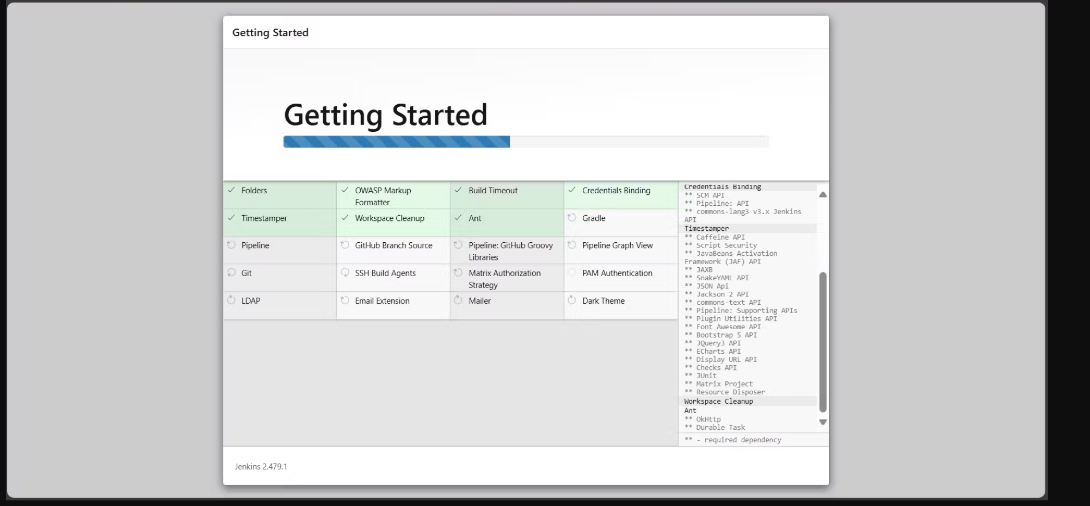 Getting Started
Getting Started
Folders
OWASP Markup
Formatter
Build Timeout
Credentials Binding
Timestamper
Workspace Cleanup
Ant
Gradle
Pipeline
GitHub Branch Source
Pipeline: GitHub Groovy
Libraries
Pipeline Graph View
Git
SSH Build Agents
Matrix Authorization
Strategy
PAM Authentication
LDAP
Email Extension
Mailer
Dark Theme
Credentials Binding
** SCM API
** Pipeline: API
** commons-lang3 v3.x Jenkins
API
Timestamper
** Caffeine API
** Script Security
** JavaBeans Activation
Framework (JAF) API
** JAXB
** SnakeYAML API
** JSON Api
** Jackson 2 API
** commons-text API
** Pipeline: Supporting APIs
** Plugin Utilities API
** Font Awesome API
** Bootstrap 5 API
** JQuery3 API
** ECharts API
** Display URL API
** Checks API
** JUnit
** Matrix Project
** Resource Disposer
Workspace Cleanup
Ant
** OkHttp
** Durable Task
** - required dependency
Jenkins 2.479.1